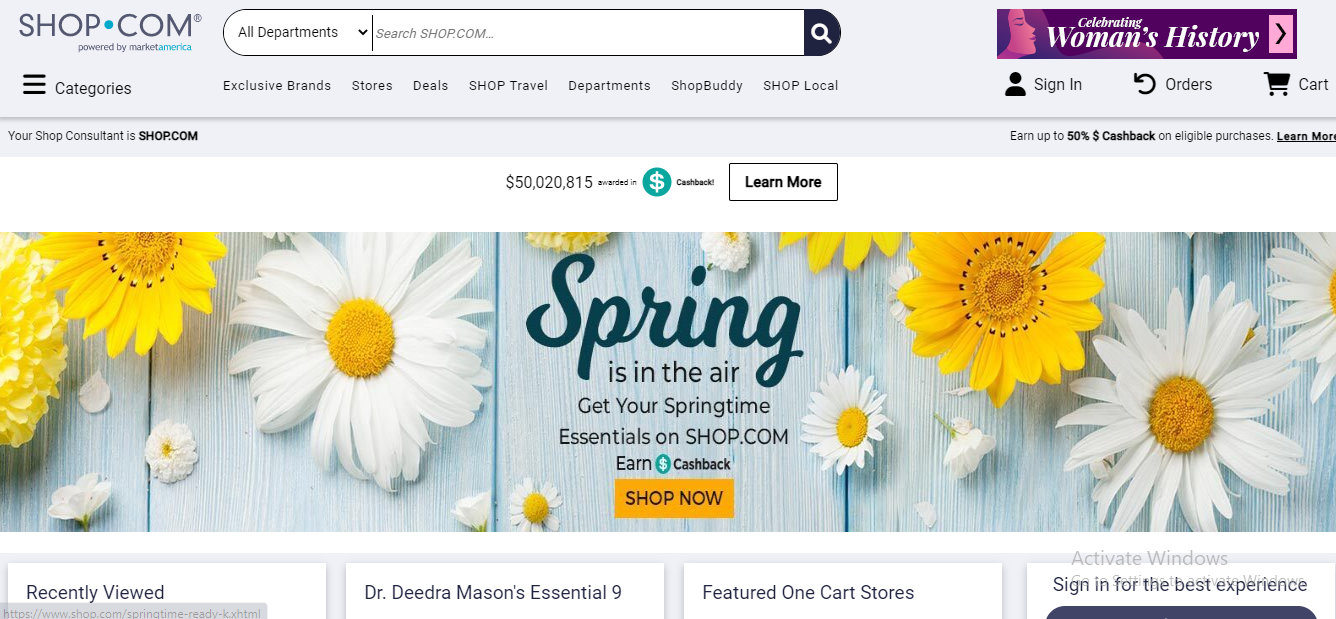 SHOP•COM®
powered by marketamerica
All Departments
Search SHOP.COM...
Celebrating
Woman's History
Categories
Exclusive Brands Stores Deals SHOP Travel Departments ShopBuddy SHOP Local
Sign In Orders Cart
Your Shop Consultant is SHOP.COM
Earn up to 50% $ Cashback on eligible purchases. Learn More
$50,020,815 awarded in $ Cashback! Learn More
Spring
is in the air
Get Your Springtime
Essentials on SHOP.COM
Earn $ Cashback
SHOP NOW
Activate Windows
Go to Settings to activate Windows.
Recently Viewed
Dr. Deedra Mason's Essential 9
Featured One Cart Stores
Sign in for the best experience
https://www.shop.com/springtime-ready-k.xhtml